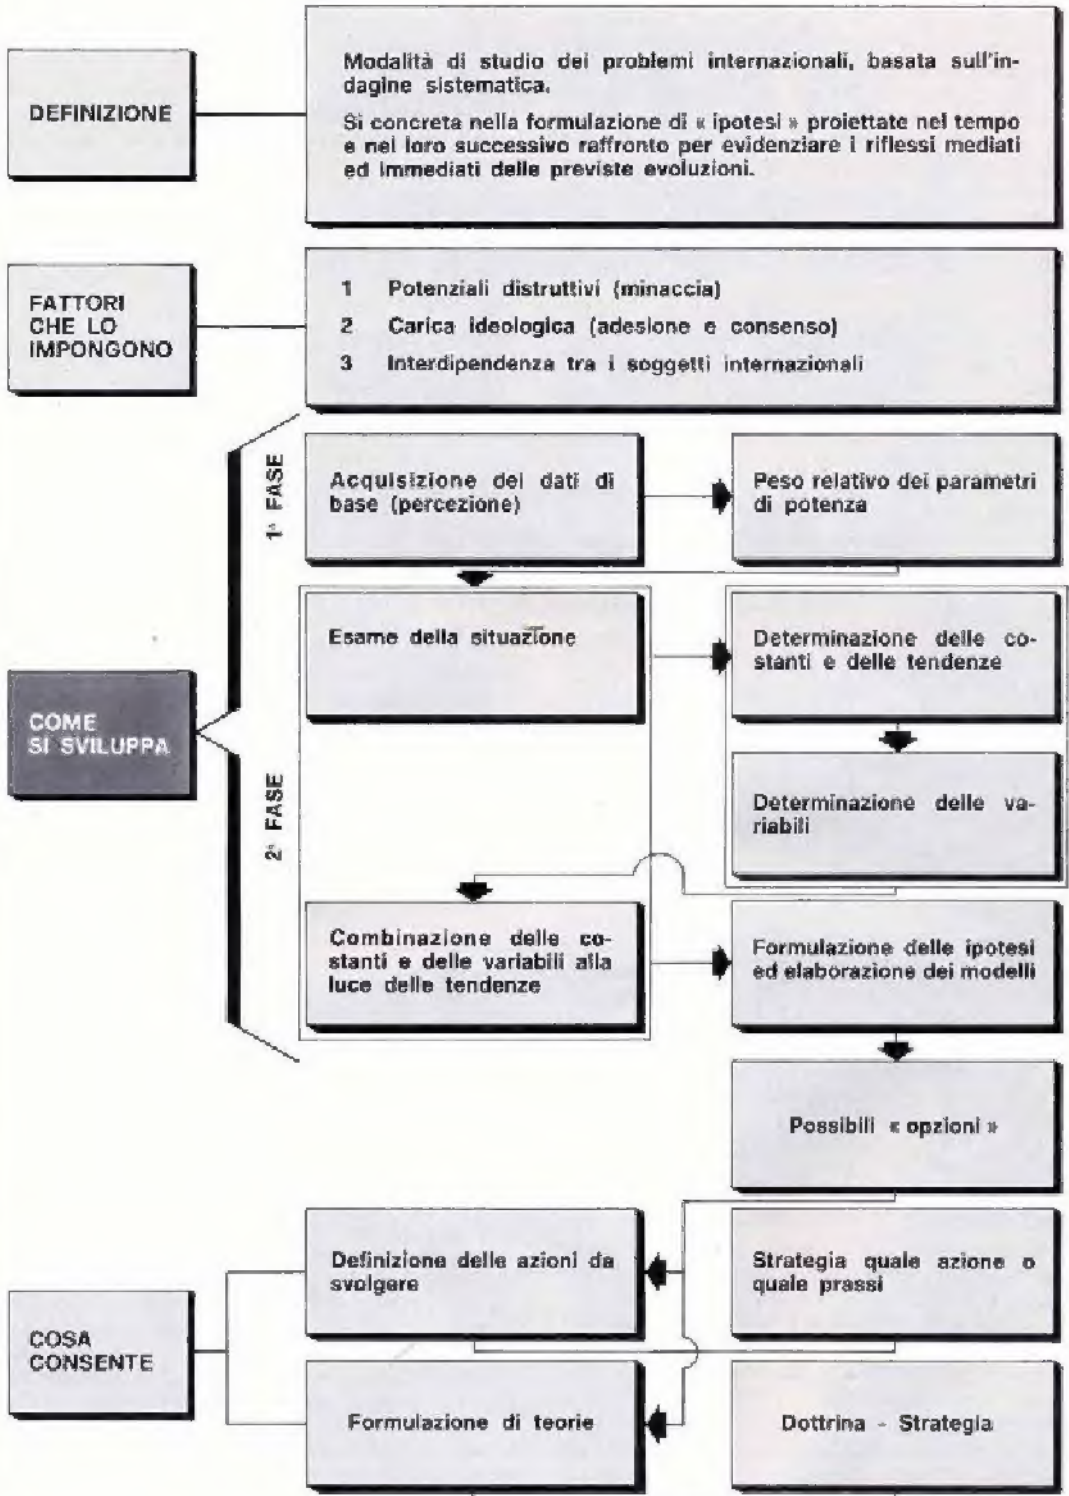 DEFINIZIONE
Modalità di studio dei problemi internazionali, basata sull'in-
dagine sistematica.
Si concreta nella formulazione di « ipotesi » proiettate nel tempo
e nel loro successivo raffronto per evidenziare i riflessi mediati
ed immediati delle previste evoluzioni.
FATTORI
CHE LO
IMPONGONO
1 Potenziali distruttivi (minaccia)
2 Carica ideologica (adesione e consenso)
3 Interdipendenza tra i soggetti internazionali
COME
SI SVILUPPA
1ª FASE
Acquisizione dei dati di
base (percezione)
Peso relativo dei parametri
di potenza
2ª FASE
Esame della situazione
Determinazione delle co-
stanti e delle tendenze
Determinazione delle va-
riabili
Combinazione delle co-
stanti e delle variabili alla
luce delle tendenze
Formulazione delle ipotesi
ed elaborazione dei modelli
Possibili « opzioni »
COSA
CONSENTE
Definizione delle azioni da
svolgere
Strategia quale azione o
quale prassi
Formulazione di teorie
Dottrina - Strategia